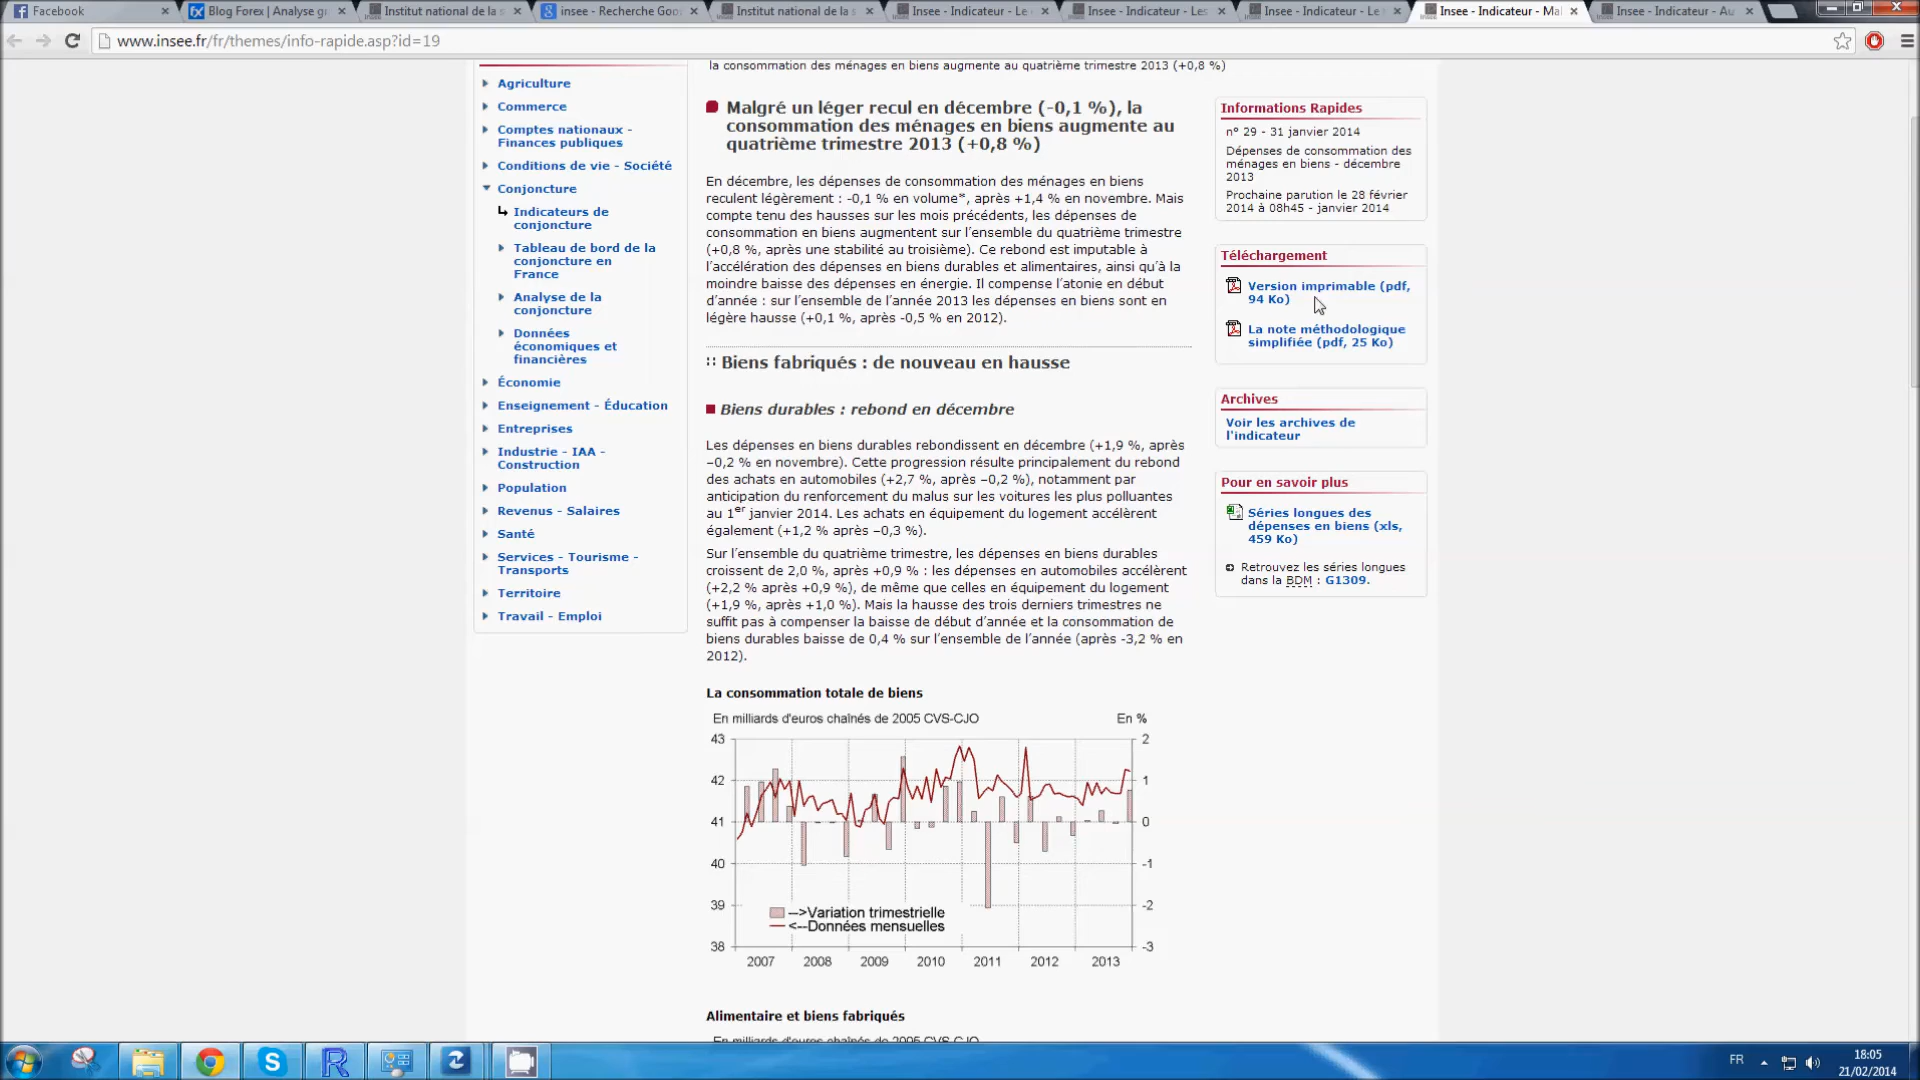 Facebook
Blog Forex | Analyse gr
Institut national de la s
insee - Recherche Goo
Institut national de la s
Insee - Indicateur - Le
Insee - Indicateur - Les
Insee - Indicateur - Le
Insee - Indicateur - Ma
Insee - Indicateur - Au
www.insee.fr/fr/themes/info-rapide.asp?id=19
Agriculture
Commerce
Comptes nationaux -
Finances publiques
Conditions de vie - Société
Conjoncture
Indicateurs de
conjoncture
Tableau de bord de la
conjoncture en
France
Analyse de la
conjoncture
Données
économiques et
financières
Économie
Enseignement - Éducation
Entreprises
Industrie - IAA -
Construction
Population
Revenus - Salaires
Santé
Services - Tourisme -
Transports
Territoire
Travail - Emploi
la consommation des ménages en biens augmente au quatrième trimestre 2013 (+0,8 %)
Malgré un léger recul en décembre (-0,1 %), la
consommation des ménages en biens augmente au
quatrième trimestre 2013 (+0,8 %)
En décembre, les dépenses de consommation des ménages en biens
reculent légèrement : -0,1 % en volume*, après +1,4 % en novembre. Mais
compte tenu des hausses sur les mois précédents, les dépenses de
consommation en biens augmentent sur l'ensemble du quatrième trimestre
(+0,8 %, après une stabilité au troisième). Ce rebond est imputable à
l'accélération des dépenses en biens durables et alimentaires, ainsi qu'à la
moindre baisse des dépenses en énergie. Il compense l'atonie en début
d'année : sur l'ensemble de l'année 2013 les dépenses en biens sont en
légère hausse (+0,1 %, après -0,5 % en 2012).
Biens fabriqués : de nouveau en hausse
Biens durables : rebond en décembre
Les dépenses en biens durables rebondissent en décembre (+1,9 %, après
–0,2 % en novembre). Cette progression résulte principalement du rebond
des achats en automobiles (+2,7 %, après –0,2 %), notamment par
anticipation du renforcement du malus sur les voitures les plus polluantes
au 1er janvier 2014. Les achats en équipement du logement accélèrent
également (+1,2 % après –0,3 %).
Sur l'ensemble du quatrième trimestre, les dépenses en biens durables
croissent de 2,0 %, après +0,9 % : les dépenses en automobiles accélèrent
(+2,2 % après +0,9 %), de même que celles en équipement du logement
(+1,9 %, après +1,0 %). Mais la hausse des trois derniers trimestres ne
suffit pas à compenser la baisse de début d'année et la consommation de
biens durables baisse de 0,4 % sur l'ensemble de l'année (après -3,2 % en
2012).
La consommation totale de biens
En milliards d'euros chaînés de 2005 CVS-CJO En %
43 2
42 1
41 0
40 -1
39 -2
38 -3
-->Variation trimestrielle
<--Données mensuelles
2007 2008 2009 2010 2011 2012 2013
Alimentaire et biens fabriqués
En milliards d'euros chaînés de 2005 CVS-CJO
Informations Rapides
n° 29 - 31 janvier 2014
Dépenses de consommation des
ménages en biens - décembre
2013
Prochaine parution le 28 février
2014 à 08h45 - janvier 2014
Téléchargement
Version imprimable (pdf,
94 Ko)
La note méthodologique
simplifiée (pdf, 25 Ko)
Archives
Voir les archives de
l'indicateur
Pour en savoir plus
Séries longues des
dépenses en biens (xls,
459 Ko)
Retrouvez les séries longues
dans la BDM : G1309.
FR
18:05
21/02/2014